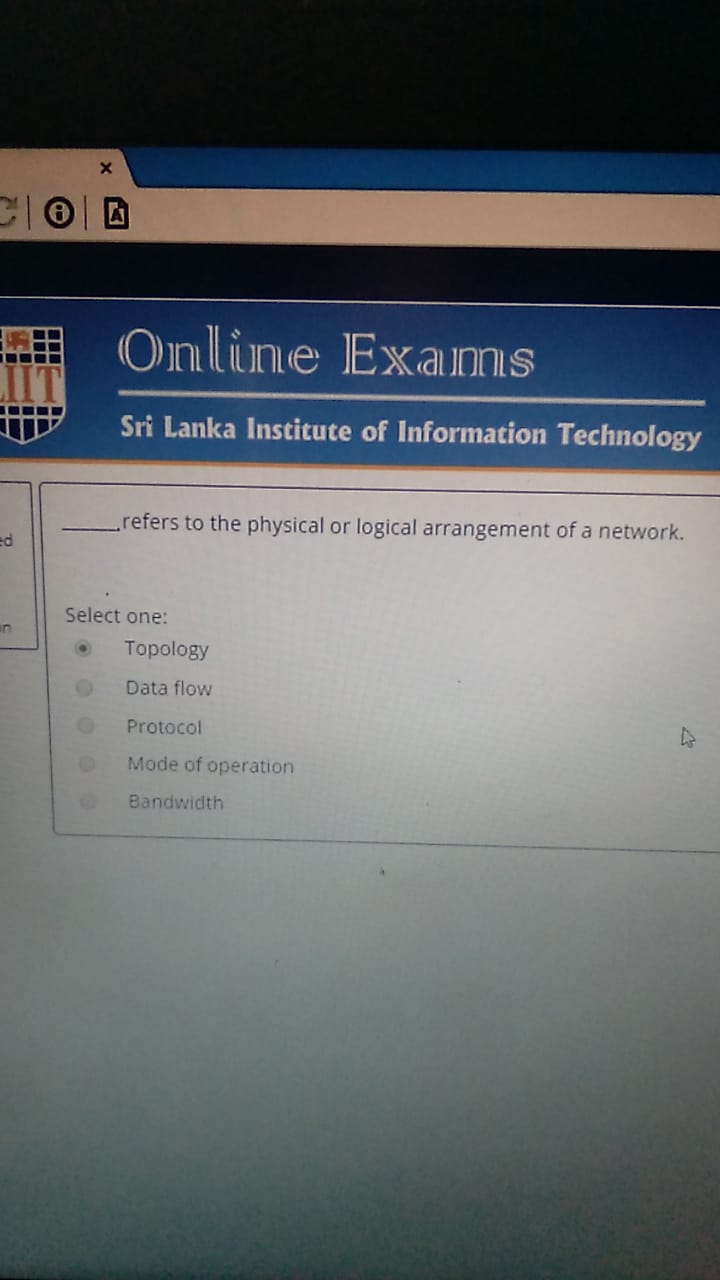 Online Exams
IIT
Sri Lanka Institute of Information Technology
_____ refers to the physical or logical arrangement of a network.
ed
Select one:
n
Topology
Data flow
Protocol
Mode of operation
Bandwidth